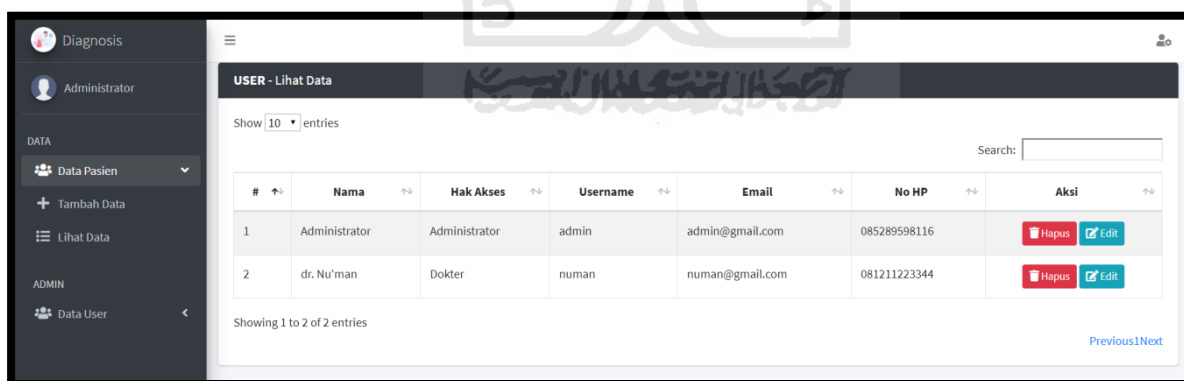 Diagnosis
Administrator
DATA
Data Pasien
Tambah Data
Lihat Data
ADMIN
Data User
USER - Lihat Data
Show 10 entries
Search:
# Nama Hak Akses Username Email No HP Aksi
1 Administrator Administrator admin admin@gmail.com 085289598116 Hapus Edit
2 dr. Nu'man Dokter numan numan@gmail.com 081211223344 Hapus Edit
Showing 1 to 2 of 2 entries
Previous1Next